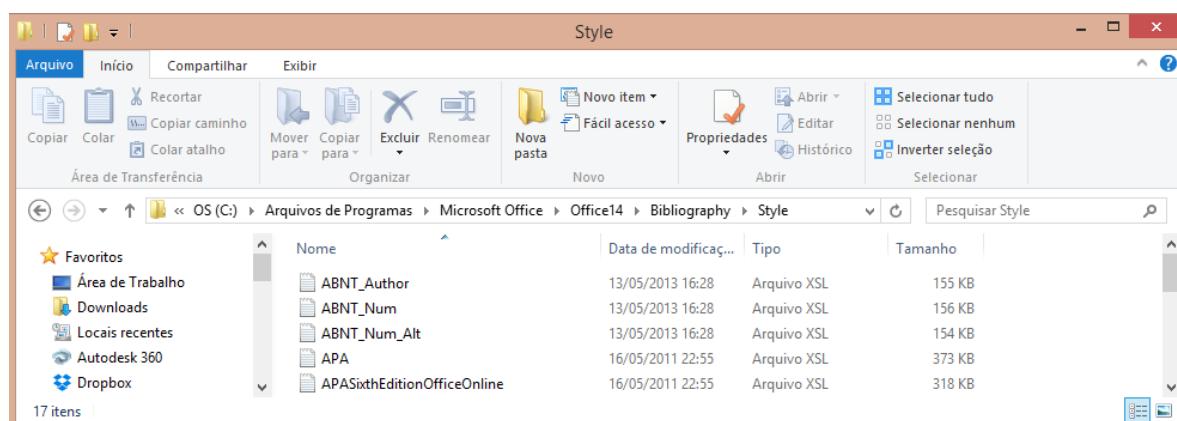 Style
Arquivo Início Compartilhar Exibir
Copiar Colar Recortar Copiar caminho Colar atalho
Área de Transferência
Mover para Copiar para Excluir Renomear
Organizar
Nova pasta Novo item Fácil acesso
Novo
Propriedades Abrir Editar Histórico
Abrir
Selecionar tudo Selecionar nenhum Inverter seleção
Selecionar
« OS (C:) Arquivos de Programas Microsoft Office Office14 Bibliography Style Pesquisar Style
Favoritos
Área de Trabalho
Downloads
Locais recentes
Autodesk 360
Dropbox
Nome Data de modificaç... Tipo Tamanho
ABNT_Author 13/05/2013 16:28 Arquivo XSL 155 KB
ABNT_Num 13/05/2013 16:28 Arquivo XSL 156 KB
ABNT_Num_Alt 13/05/2013 16:28 Arquivo XSL 154 KB
APA 16/05/2011 22:55 Arquivo XSL 373 KB
APASixthEditionOfficeOnline 16/05/2011 22:55 Arquivo XSL 318 KB
17 itens